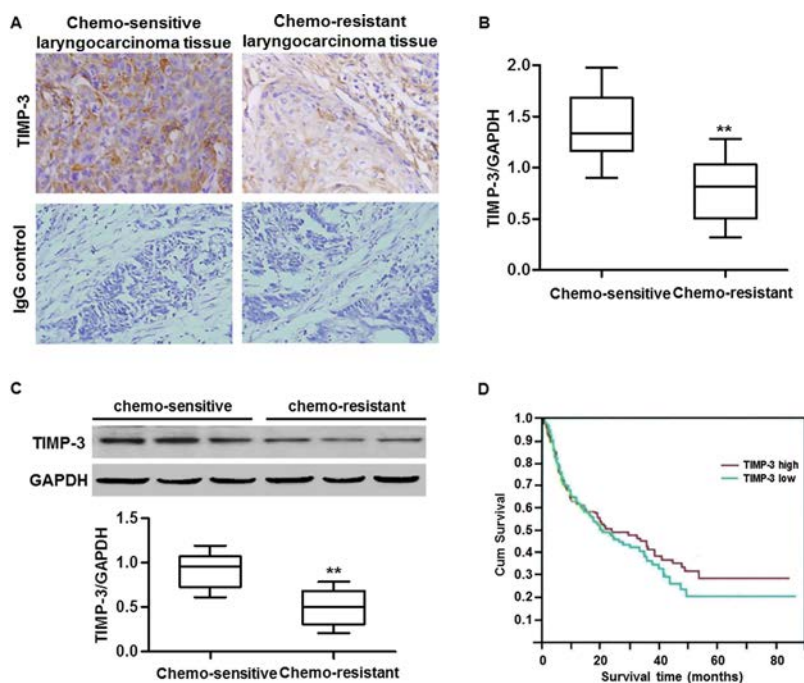 A
Chemo-sensitive
laryngocarcinoma tissue
Chemo-resistant
laryngocarcinoma tissue
TIMP-3
IgG control
B
TIM P-3/GAPDH
2.0
1.5
1.0
0.5
0.0
**
Chemo-sensitive
Chemo-resistant
C
chemo-sensitive
chemo-resistant
TIMP-3
GAPDH
TIMP-3/GAPDH
1.5
1.0
0.5
0.0
**
Chemo-sensitive
Chemo-resistant
D
Cum Survival
1.0
0.9
0.8
0.7
0.6
0.5
0.4
0.3
0.2
0.1
TIMP-3 high
TIMP-3 low
0 20 40 60 80
Survival time (months)